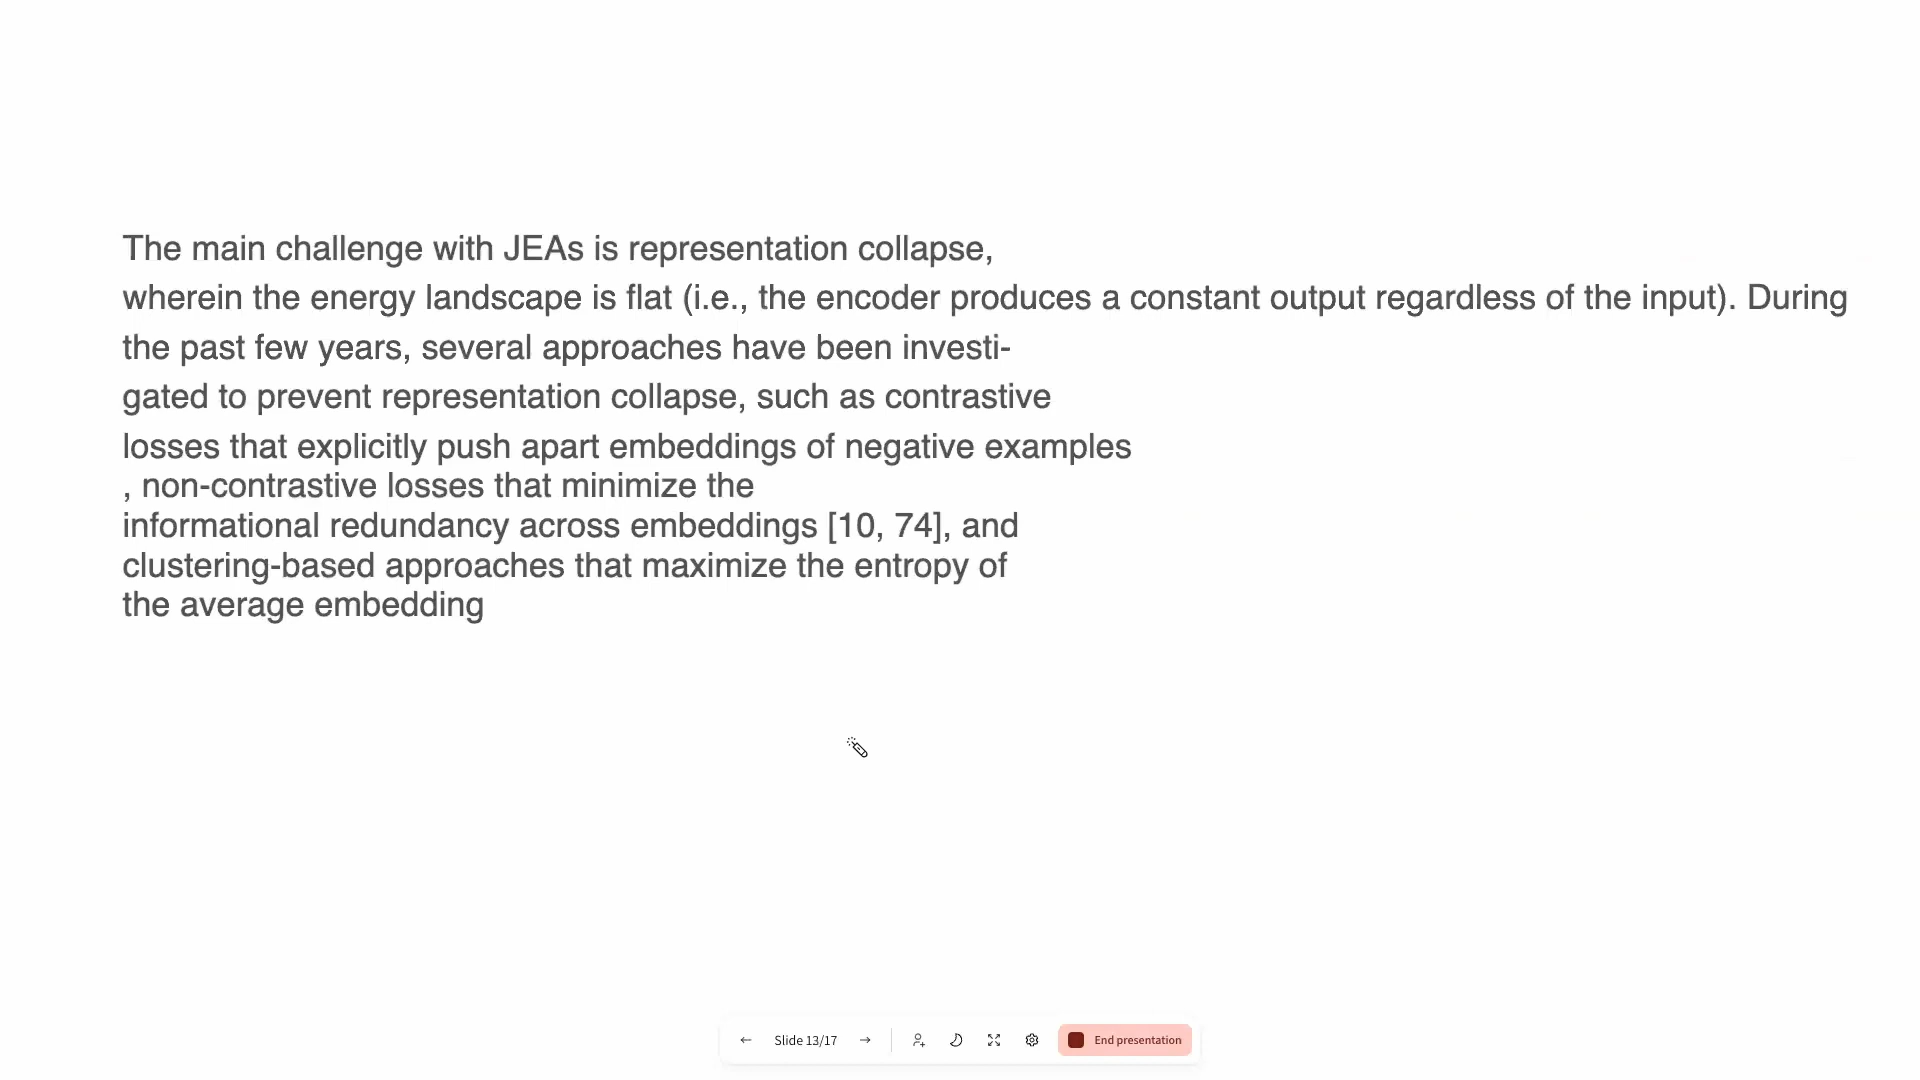 The main challenge with JEAs is representation collapse,
wherein the energy landscape is flat (i.e., the encoder produces a constant output regardless of the input). During
the past few years, several approaches have been investi-
gated to prevent representation collapse, such as contrastive
losses that explicitly push apart embeddings of negative examples
, non-contrastive losses that minimize the
informational redundancy across embeddings [10, 74], and
clustering-based approaches that maximize the entropy of
the average embedding
Slide 13/17
End presentation